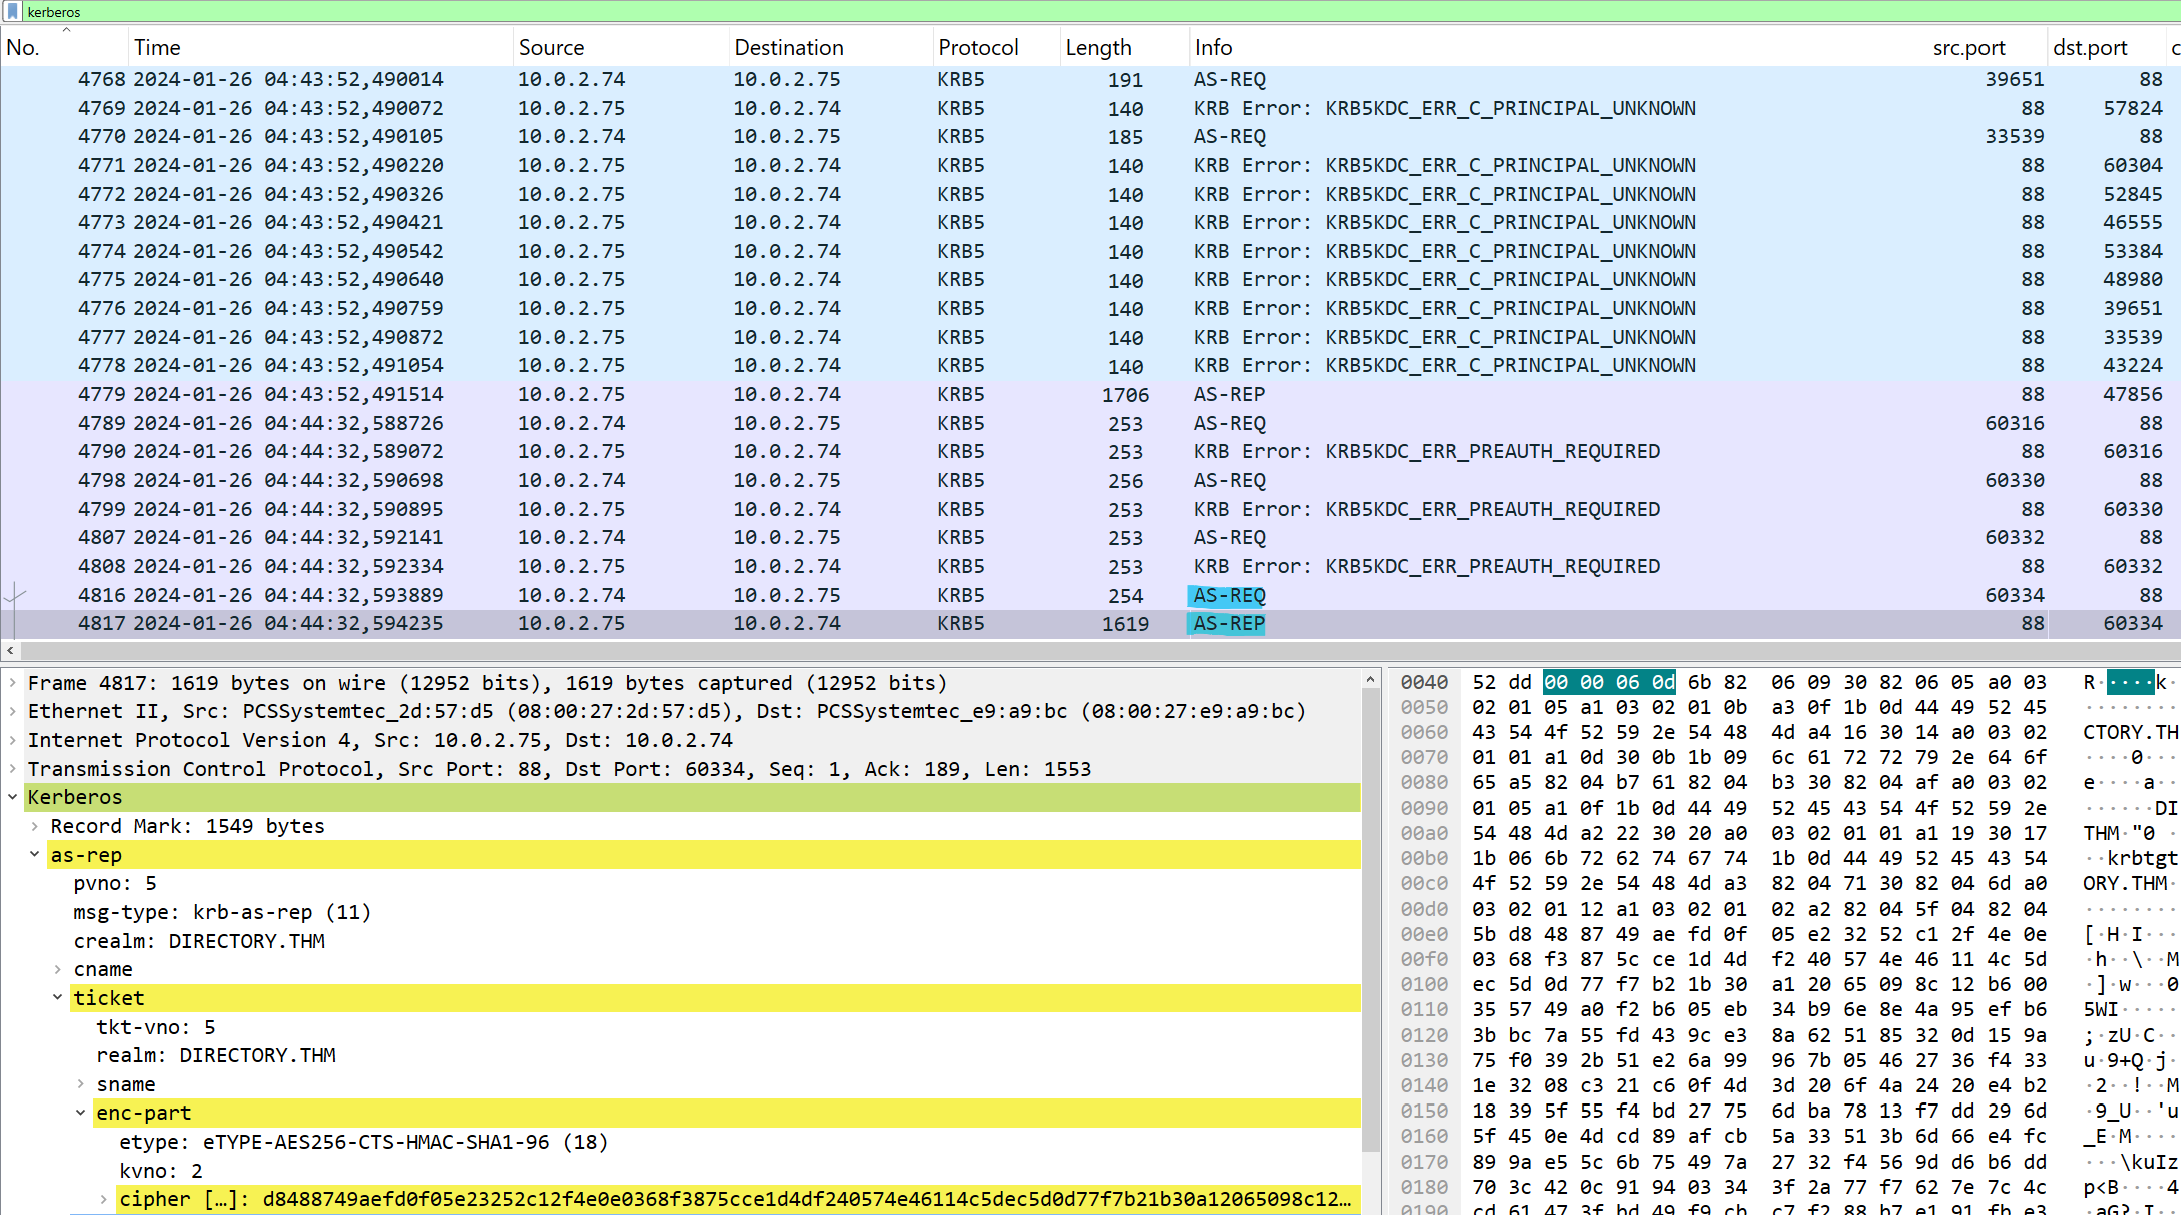 kerberos
No. Time Source Destination Protocol Length Info src.port dst.port c
4768 2024-01-26 04:43:52,490014 10.0.2.74 10.0.2.75 KRB5 191 AS-REQ 39651 88
4769 2024-01-26 04:43:52,490072 10.0.2.75 10.0.2.74 KRB5 140 KRB Error: KRB5KDC_ERR_C_PRINCIPAL_UNKNOWN 88 57824
4770 2024-01-26 04:43:52,490105 10.0.2.74 10.0.2.75 KRB5 185 AS-REQ 33539 88
4771 2024-01-26 04:43:52,490220 10.0.2.75 10.0.2.74 KRB5 140 KRB Error: KRB5KDC_ERR_C_PRINCIPAL_UNKNOWN 88 60304
4772 2024-01-26 04:43:52,490326 10.0.2.75 10.0.2.74 KRB5 140 KRB Error: KRB5KDC_ERR_C_PRINCIPAL_UNKNOWN 88 52845
4773 2024-01-26 04:43:52,490421 10.0.2.75 10.0.2.74 KRB5 140 KRB Error: KRB5KDC_ERR_C_PRINCIPAL_UNKNOWN 88 46555
4774 2024-01-26 04:43:52,490542 10.0.2.75 10.0.2.74 KRB5 140 KRB Error: KRB5KDC_ERR_C_PRINCIPAL_UNKNOWN 88 53384
4775 2024-01-26 04:43:52,490640 10.0.2.75 10.0.2.74 KRB5 140 KRB Error: KRB5KDC_ERR_C_PRINCIPAL_UNKNOWN 88 48980
4776 2024-01-26 04:43:52,490759 10.0.2.75 10.0.2.74 KRB5 140 KRB Error: KRB5KDC_ERR_C_PRINCIPAL_UNKNOWN 88 39651
4777 2024-01-26 04:43:52,490872 10.0.2.75 10.0.2.74 KRB5 140 KRB Error: KRB5KDC_ERR_C_PRINCIPAL_UNKNOWN 88 33539
4778 2024-01-26 04:43:52,491054 10.0.2.75 10.0.2.74 KRB5 140 KRB Error: KRB5KDC_ERR_C_PRINCIPAL_UNKNOWN 88 43224
4779 2024-01-26 04:43:52,491514 10.0.2.75 10.0.2.74 KRB5 1706 AS-REP 88 47856
4789 2024-01-26 04:44:32,588726 10.0.2.74 10.0.2.75 KRB5 253 AS-REQ 60316 88
4790 2024-01-26 04:44:32,589072 10.0.2.75 10.0.2.74 KRB5 253 KRB Error: KRB5KDC_ERR_PREAUTH_REQUIRED 88 60316
4798 2024-01-26 04:44:32,590698 10.0.2.74 10.0.2.75 KRB5 256 AS-REQ 60330 88
4799 2024-01-26 04:44:32,590895 10.0.2.75 10.0.2.74 KRB5 253 KRB Error: KRB5KDC_ERR_PREAUTH_REQUIRED 88 60330
4807 2024-01-26 04:44:32,592141 10.0.2.74 10.0.2.75 KRB5 253 AS-REQ 60332 88
4808 2024-01-26 04:44:32,592334 10.0.2.75 10.0.2.74 KRB5 253 KRB Error: KRB5KDC_ERR_PREAUTH_REQUIRED 88 60332
4816 2024-01-26 04:44:32,593889 10.0.2.74 10.0.2.75 KRB5 254 AS-REQ 60334 88
4817 2024-01-26 04:44:32,594235 10.0.2.75 10.0.2.74 KRB5 1619 AS-REP 88 60334
Frame 4817: 1619 bytes on wire (12952 bits), 1619 bytes captured (12952 bits)
Ethernet II, Src: PCSSystemtec_2d:57:d5 (08:00:27:2d:57:d5), Dst: PCSSystemtec_e9:a9:bc (08:00:27:e9:a9:bc)
Internet Protocol Version 4, Src: 10.0.2.75, Dst: 10.0.2.74
Transmission Control Protocol, Src Port: 88, Dst Port: 60334, Seq: 1, Ack: 189, Len: 1553
Kerberos
Record Mark: 1549 bytes
as-rep
pvno: 5
msg-type: krb-as-rep (11)
crealm: DIRECTORY.THM
cname
ticket
tkt-vno: 5
realm: DIRECTORY.THM
sname
enc-part
etype: eTYPE-AES256-CTS-HMAC-SHA1-96 (18)
kvno: 2
cipher […]: d8488749aefd0f05e23252c12f4e0e0368f3875cce1d4df240574e46114c5dec5d0d77f7b21b30a12065098c12…
0040 52 dd 00 00 06 0d 6b 82 06 09 30 82 06 05 a0 03 R·····k·
0050 02 01 05 a1 03 02 01 0b a3 0f 1b 0d 44 49 52 45 ········
0060 43 54 4f 52 59 2e 54 48 4d a4 16 30 14 a0 03 02 CTORY.TH
0070 01 01 a1 0d 30 0b 1b 09 6c 61 72 72 79 2e 64 6f ····0···
0080 65 a5 82 04 b7 61 82 04 b3 30 82 04 af a0 03 02 e····a··
0090 01 05 a1 0f 1b 0d 44 49 52 45 43 54 4f 52 59 2e ······DI
00a0 54 48 4d a2 22 30 20 a0 03 02 01 01 a1 19 30 17 THM·"0 ·
00b0 1b 06 6b 72 62 74 67 74 1b 0d 44 49 52 45 43 54 ··krbtgt
00c0 4f 52 59 2e 54 48 4d a3 82 04 71 30 82 04 6d a0 ORY.THM·
00d0 03 02 01 12 a1 03 02 01 02 a2 82 04 5f 04 82 04 ········
00e0 5b d8 48 87 49 ae fd 0f 05 e2 32 52 c1 2f 4e 0e [·H·I···
00f0 03 68 f3 87 5c ce 1d 4d f2 40 57 4e 46 11 4c 5d ·h··\··M
0100 ec 5d 0d 77 f7 b2 1b 30 a1 20 65 09 8c 12 b6 00 ·]·w···0
0110 35 57 49 a0 f2 b6 05 eb 34 b9 6e 8e 4a 95 ef b6 5WI·····
0120 3b bc 7a 55 fd 43 9c e3 8a 62 51 85 32 0d 15 9a ;·zU·C··
0130 75 f0 39 2b 51 e2 6a 99 96 7b 05 46 27 36 f4 33 u·9+Q·j·
0140 1e 32 08 c3 21 c6 0f 4d 3d 20 6f 4a 24 20 e4 b2 ·2··!··M
0150 18 39 5f 55 f4 bd 27 75 6d ba 78 13 f7 dd 29 6d ·9_U··'u
0160 5f 45 0e 4d cd 89 af cb 5a 33 51 3b 6d 66 e4 fc _E·M····
0170 89 9a e5 5c 6b 75 49 7a 27 32 f4 56 9d d6 b6 dd ···\kuIz
0180 70 3c 42 0c 91 94 03 34 3f 2a 77 f7 62 7e 7c 4c p<B····4
0190 cd 61 47 3f bd 49 f9 cb c7 f2 88 b7 e1 91 fb e3 ·aG?·I··